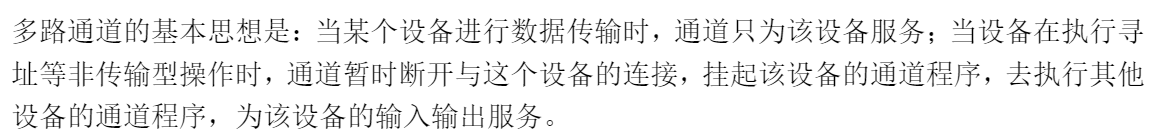 多路通道的基本思想是：当某个设备进行数据传输时，通道只为该设备服务；当设备在执行寻
址等非传输型操作时，通道暂时断开与这个设备的连接，挂起该设备的通道程序，去执行其他
设备的通道程序，为该设备的输入输出服务。